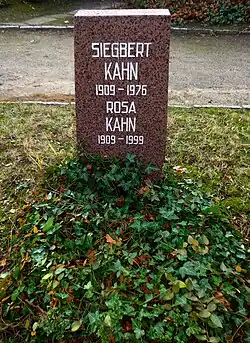 SIEGBERT
KAHN
1909 – 1976
ROSA
KAHN
1909 – 1999